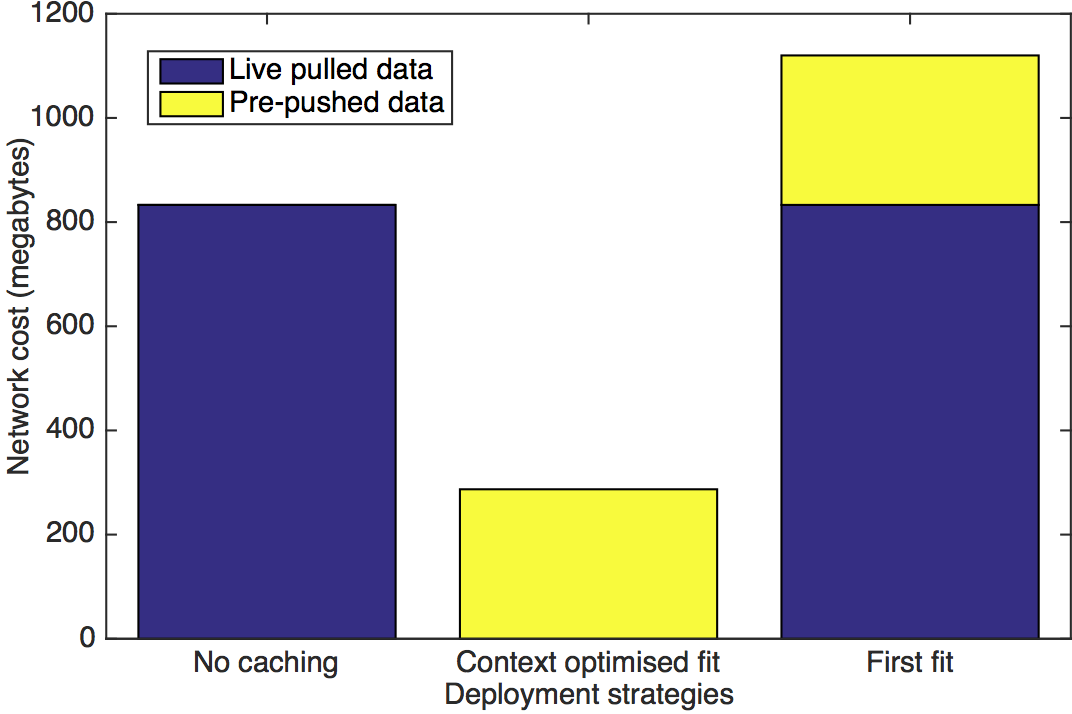 1200
1000
800
600
400
200
0
Network cost (megabytes)
Live pulled data
Pre-pushed data
No caching
Context optimised fit
First fit
Deployment strategies